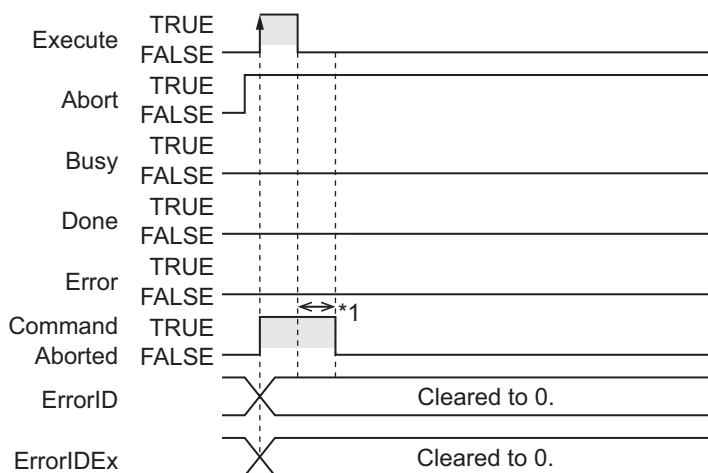 Execute TRUE
FALSE
Abort TRUE
FALSE
Busy TRUE
FALSE
Done TRUE
FALSE
Error TRUE
FALSE
*1
Command TRUE
Aborted FALSE
ErrorID Cleared to 0.
ErrorIDEx Cleared to 0.